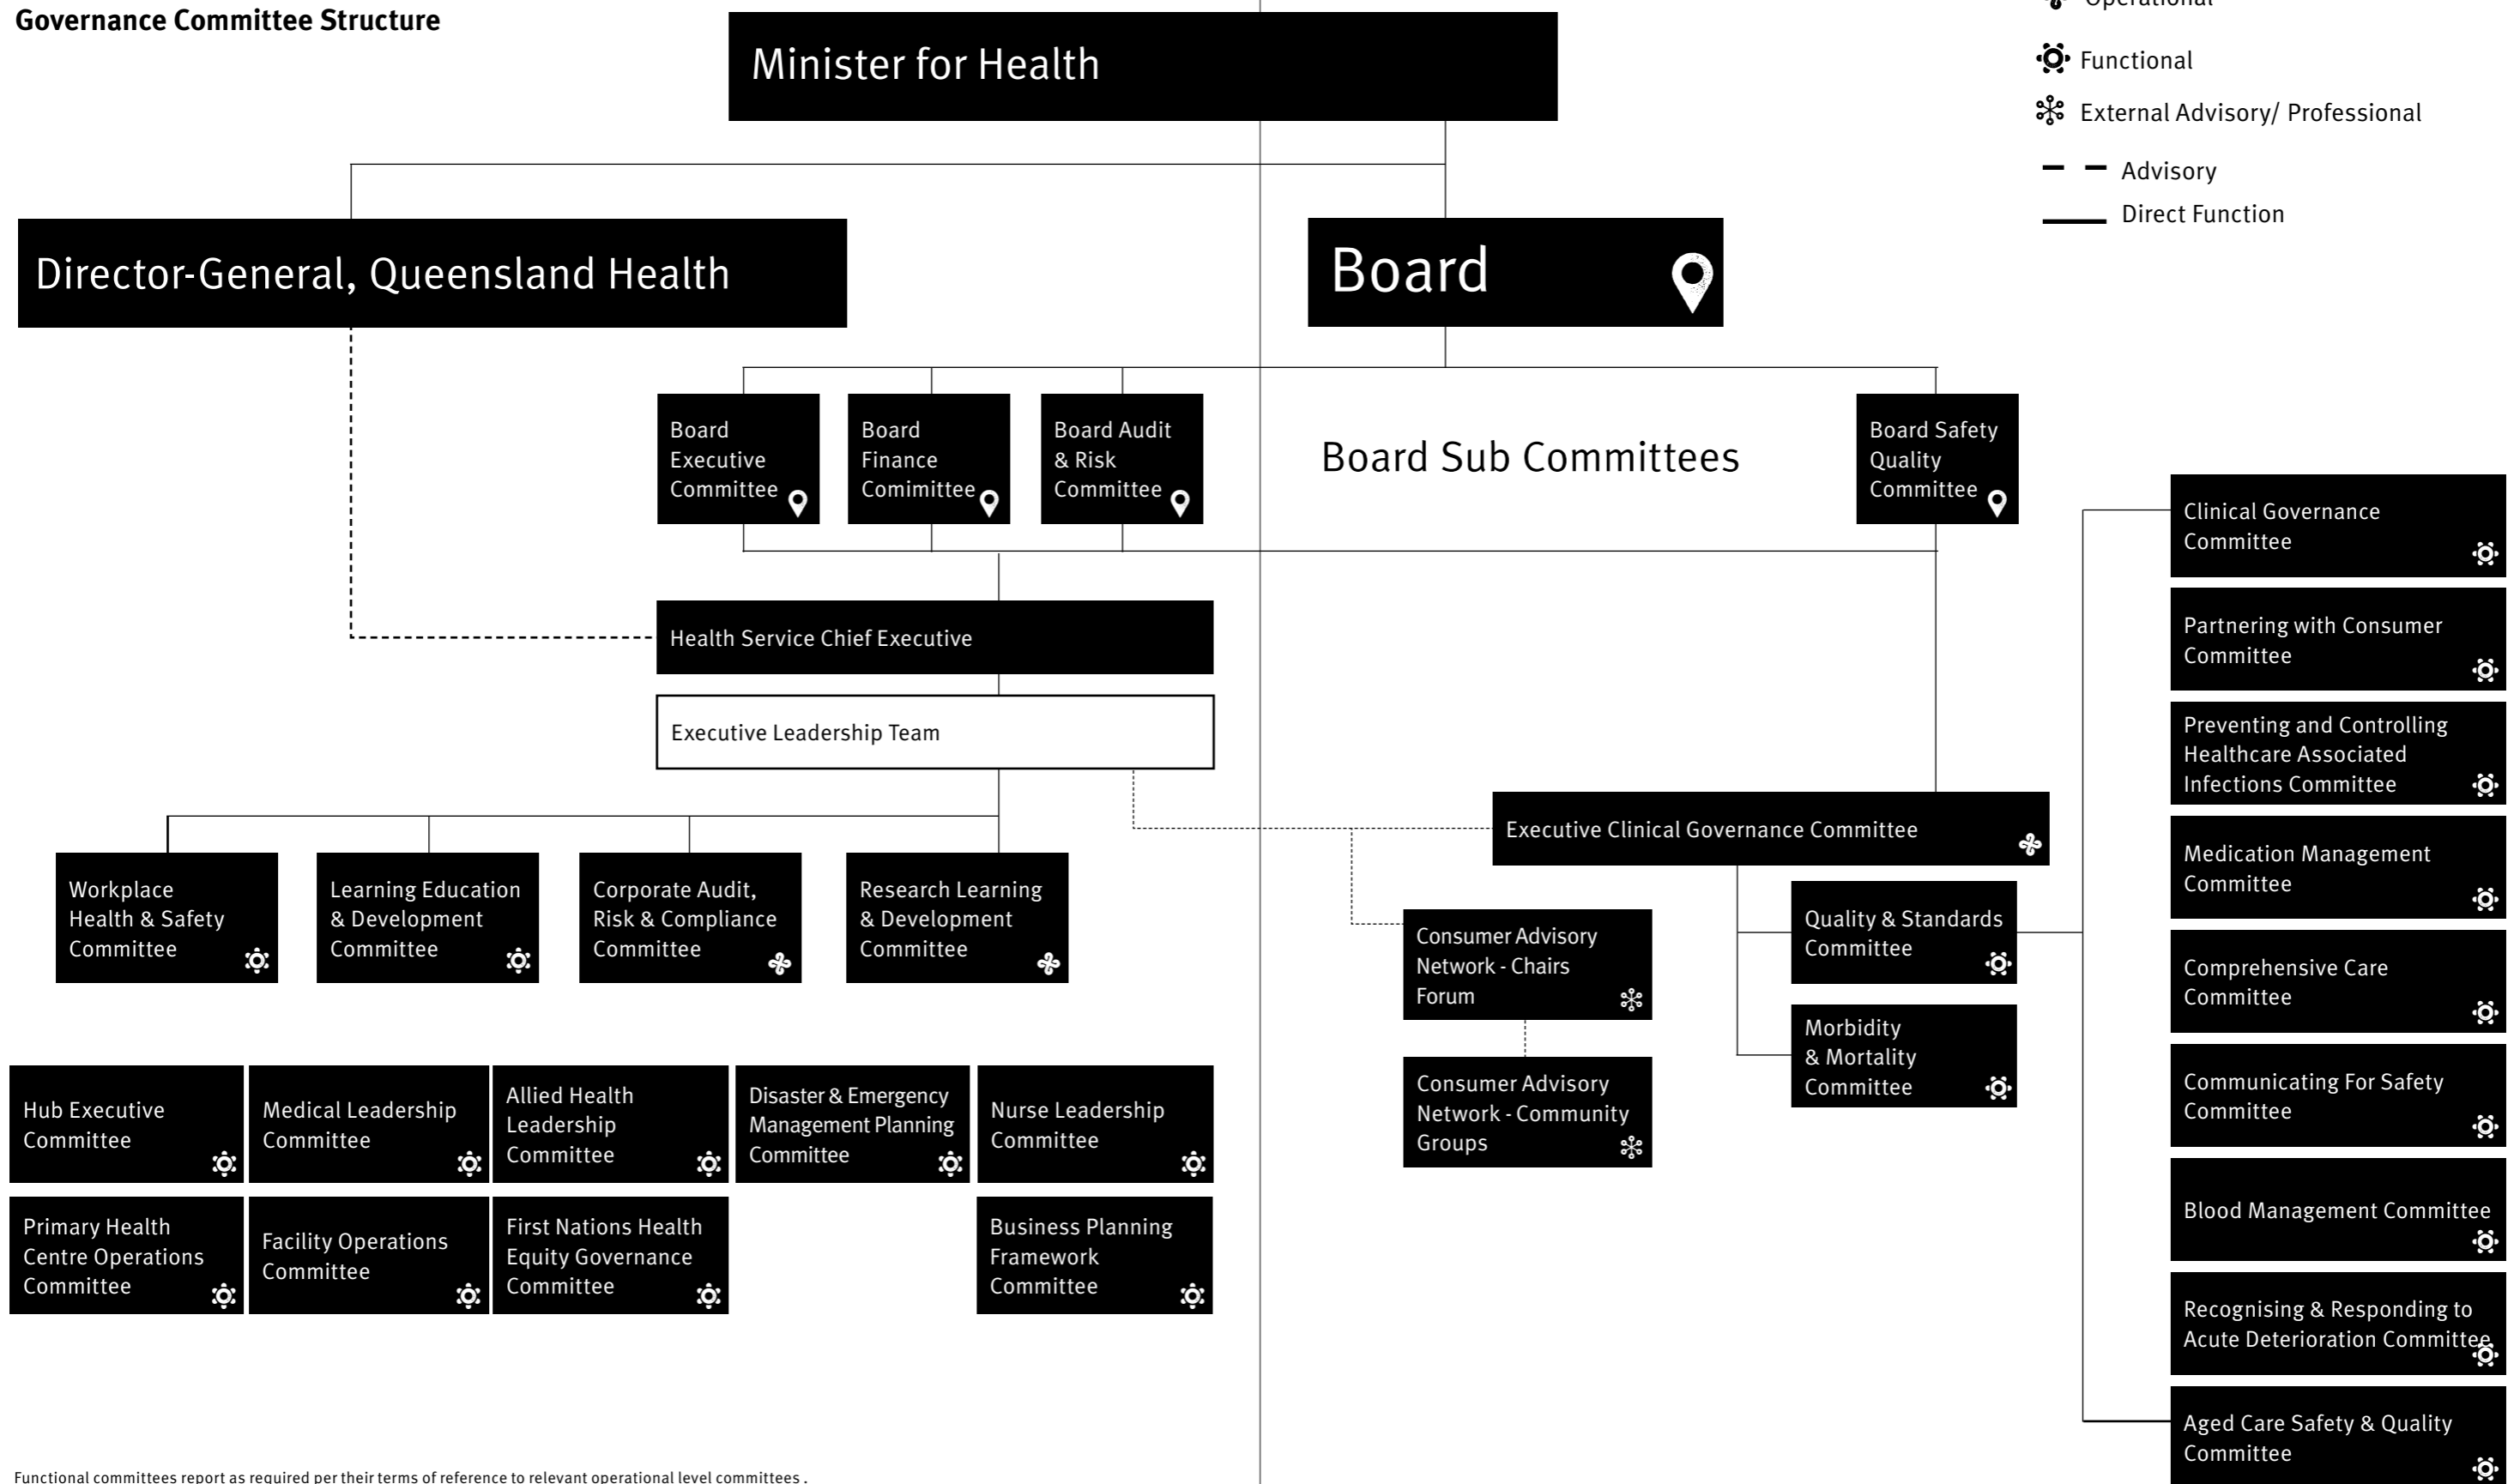 Governance Committee Structure
Operational
Functional
External Advisory/ Professional
Advisory
Direct Function
Minister for Health
Director-General, Queensland Health
Board
Board
Executive
Committee
Board
Finance
Comimittee
Board Audit
& Risk
Committee
Board Sub Committees
Board Safety
Quality
Committee
Health Service Chief Executive
Executive Leadership Team
Executive Clinical Governance Committee
Workplace
Health & Safety
Committee
Learning Education
& Development
Committee
Corporate Audit,
Risk & Compliance
Committee
Research Learning
& Development
Committee
Hub Executive
Committee
Medical Leadership
Committee
Allied Health
Leadership
Committee
Disaster & Emergency
Management Planning
Committee
Nurse Leadership
Committee
Primary Health
Centre Operations
Committee
Facility Operations
Committee
First Nations Health
Equity Governance
Committee
Business Planning
Framework
Committee
Consumer Advisory
Network - Chairs
Forum
Consumer Advisory
Network - Community
Groups
Quality & Standards
Committee
Morbidity
& Mortality
Committee
Clinical Governance
Committee
Partnering with Consumer
Committee
Preventing and Controlling
Healthcare Associated
Infections Committee
Medication Management
Committee
Comprehensive Care
Committee
Communicating For Safety
Committee
Blood Management Committee
Recognising & Responding to
Acute Deterioration Committee
Aged Care Safety & Quality
Committee
Functional committees report as required per their terms of reference to relevant operational level committees .